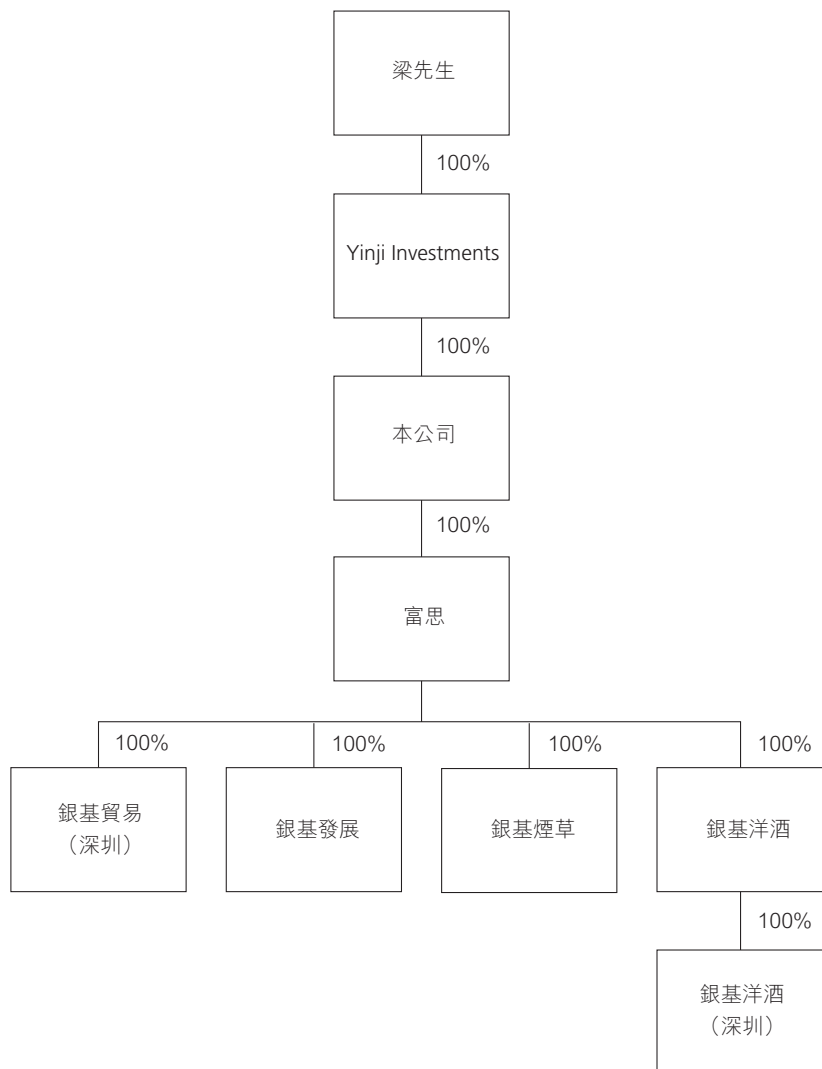 梁先生
100%
Yinji Investments
100%
本公司
100%
富思
100%
100%
100%
100%
銀基貿易
（深圳）
銀基發展
銀基煙草
銀基洋酒
100%
銀基洋酒
（深圳）